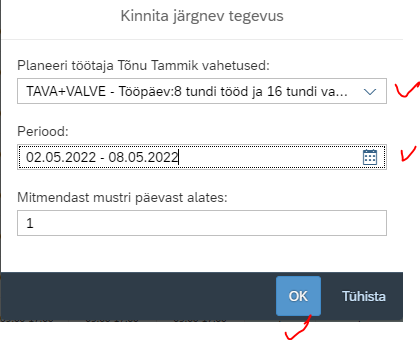 Kinnita järgnev tegevus
Planeeri töötaja Tõnu Tammik vahetused:
TAVA+VALVE - Tööpäev:8 tundi tööd ja 16 tundi va...
Periood:
02.05.2022 - 08.05.2022
Mitmendast mustri päevast alates:
1
OK Tühista